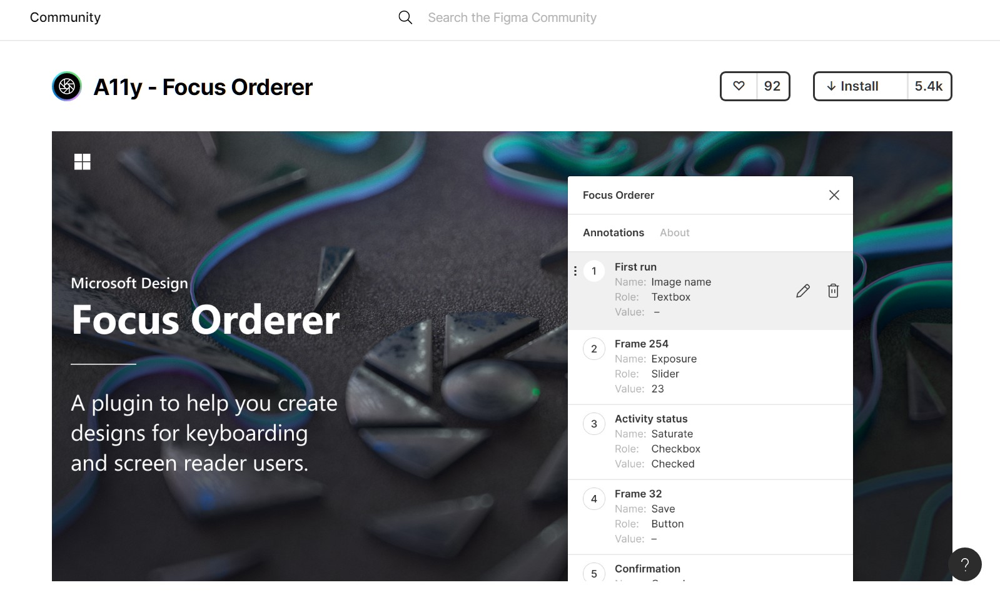 Community
Search the Figma Community
A11y - Focus Orderer
92
Install
5.4k
Microsoft Design
Focus Orderer
A plugin to help you create
designs for keyboarding
and screen reader users.
Focus Orderer
Annotations About
1
First run
Name: Image name
Role: Textbox
Value: –
2
Frame 254
Name: Exposure
Role: Slider
Value: 23
3
Activity status
Name: Saturate
Role: Checkbox
Value: Checked
4
Frame 32
Name: Save
Role: Button
Value: –
5
Confirmation
?